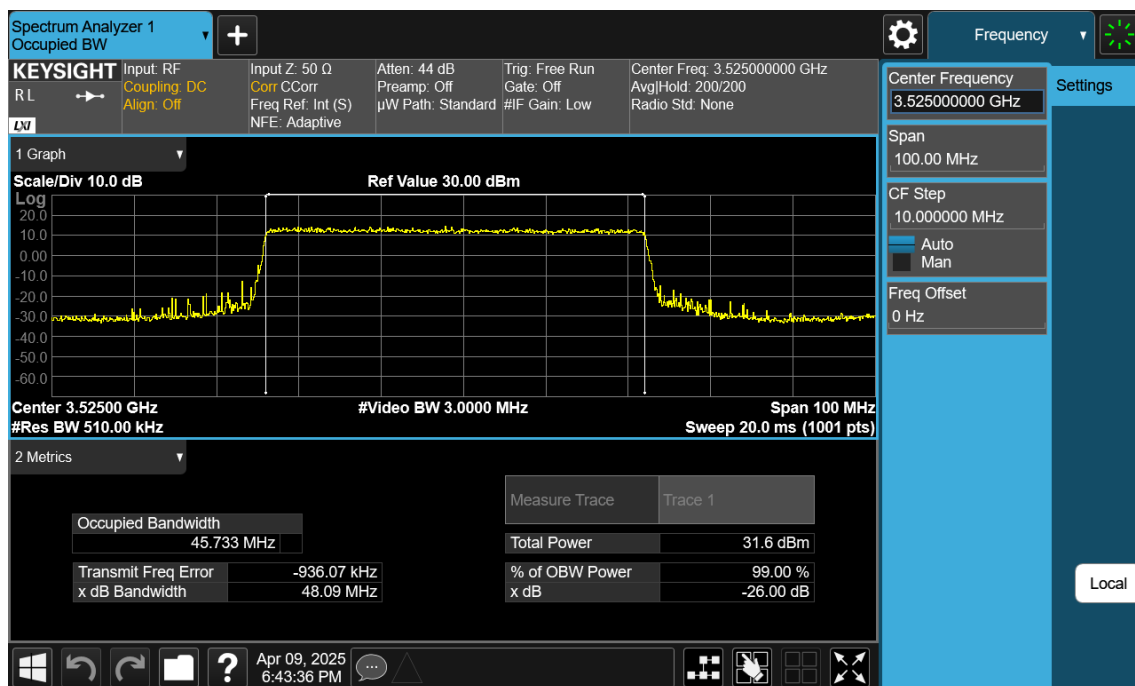 Spectrum Analyzer 1
Occupied BW
Frequency
KEYSIGHT
RL
LXI
Input: RF
Coupling: DC
Align: Off
Input Z: 50 Ω
Corr CCorr
Freq Ref: Int (S)
NFE: Adaptive
Atten: 44 dB
Preamp: Off
µW Path: Standard
Trig: Free Run
Gate: Off
#IF Gain: Low
Center Freq: 3.525000000 GHz
Avg|Hold: 200/200
Radio Std: None
Center Frequency
3.525000000 GHz
Settings
Span
100.00 MHz
CF Step
10.000000 MHz
Auto
Man
Freq Offset
0 Hz
Local
1 Graph
Scale/Div 10.0 dB
Ref Value 30.00 dBm
Log
20.0
10.0
0.00
-10.0
-20.0
-30.0
-40.0
-50.0
-60.0
Center 3.52500 GHz
#Video BW 3.0000 MHz
Span 100 MHz
#Res BW 510.00 kHz
Sweep 20.0 ms (1001 pts)
2 Metrics
Measure Trace
Trace 1
Occupied Bandwidth
45.733 MHz
Total Power
31.6 dBm
Transmit Freq Error
-936.07 kHz
% of OBW Power
99.00 %
x dB Bandwidth
48.09 MHz
x dB
-26.00 dB
?
Apr 09, 2025
6:43:36 PM